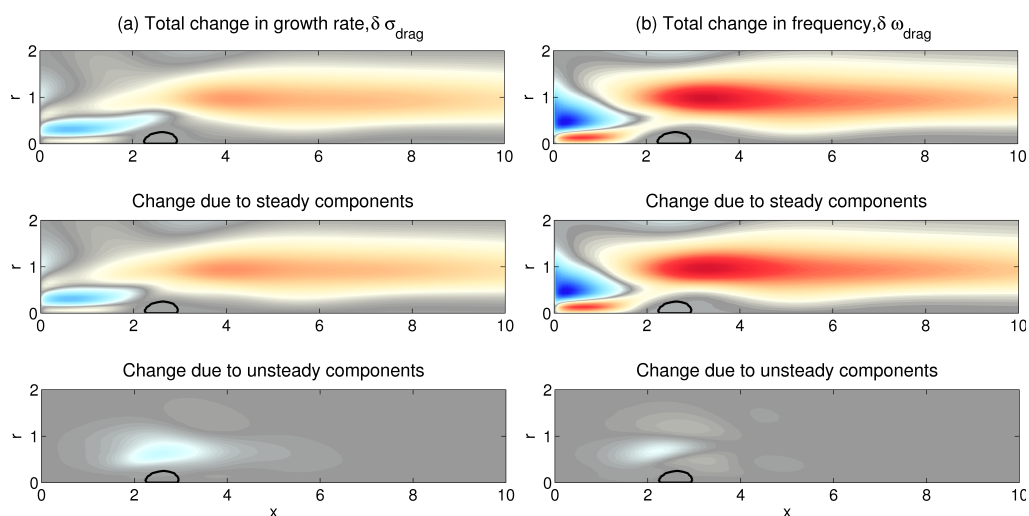 (a) Total change in growth rate,δ σdrag
(b) Total change in frequency,δ ωdrag
2
1
0
r
0 2 4 6 8 10
2
1
0
r
0 2 4 6 8 10
Change due to steady components
Change due to steady components
2
1
0
r
0 2 4 6 8 10
2
1
0
r
0 2 4 6 8 10
Change due to unsteady components
Change due to unsteady components
2
1
0
r
0 2 4 6 8 10
x
2
1
0
r
0 2 4 6 8 10
x